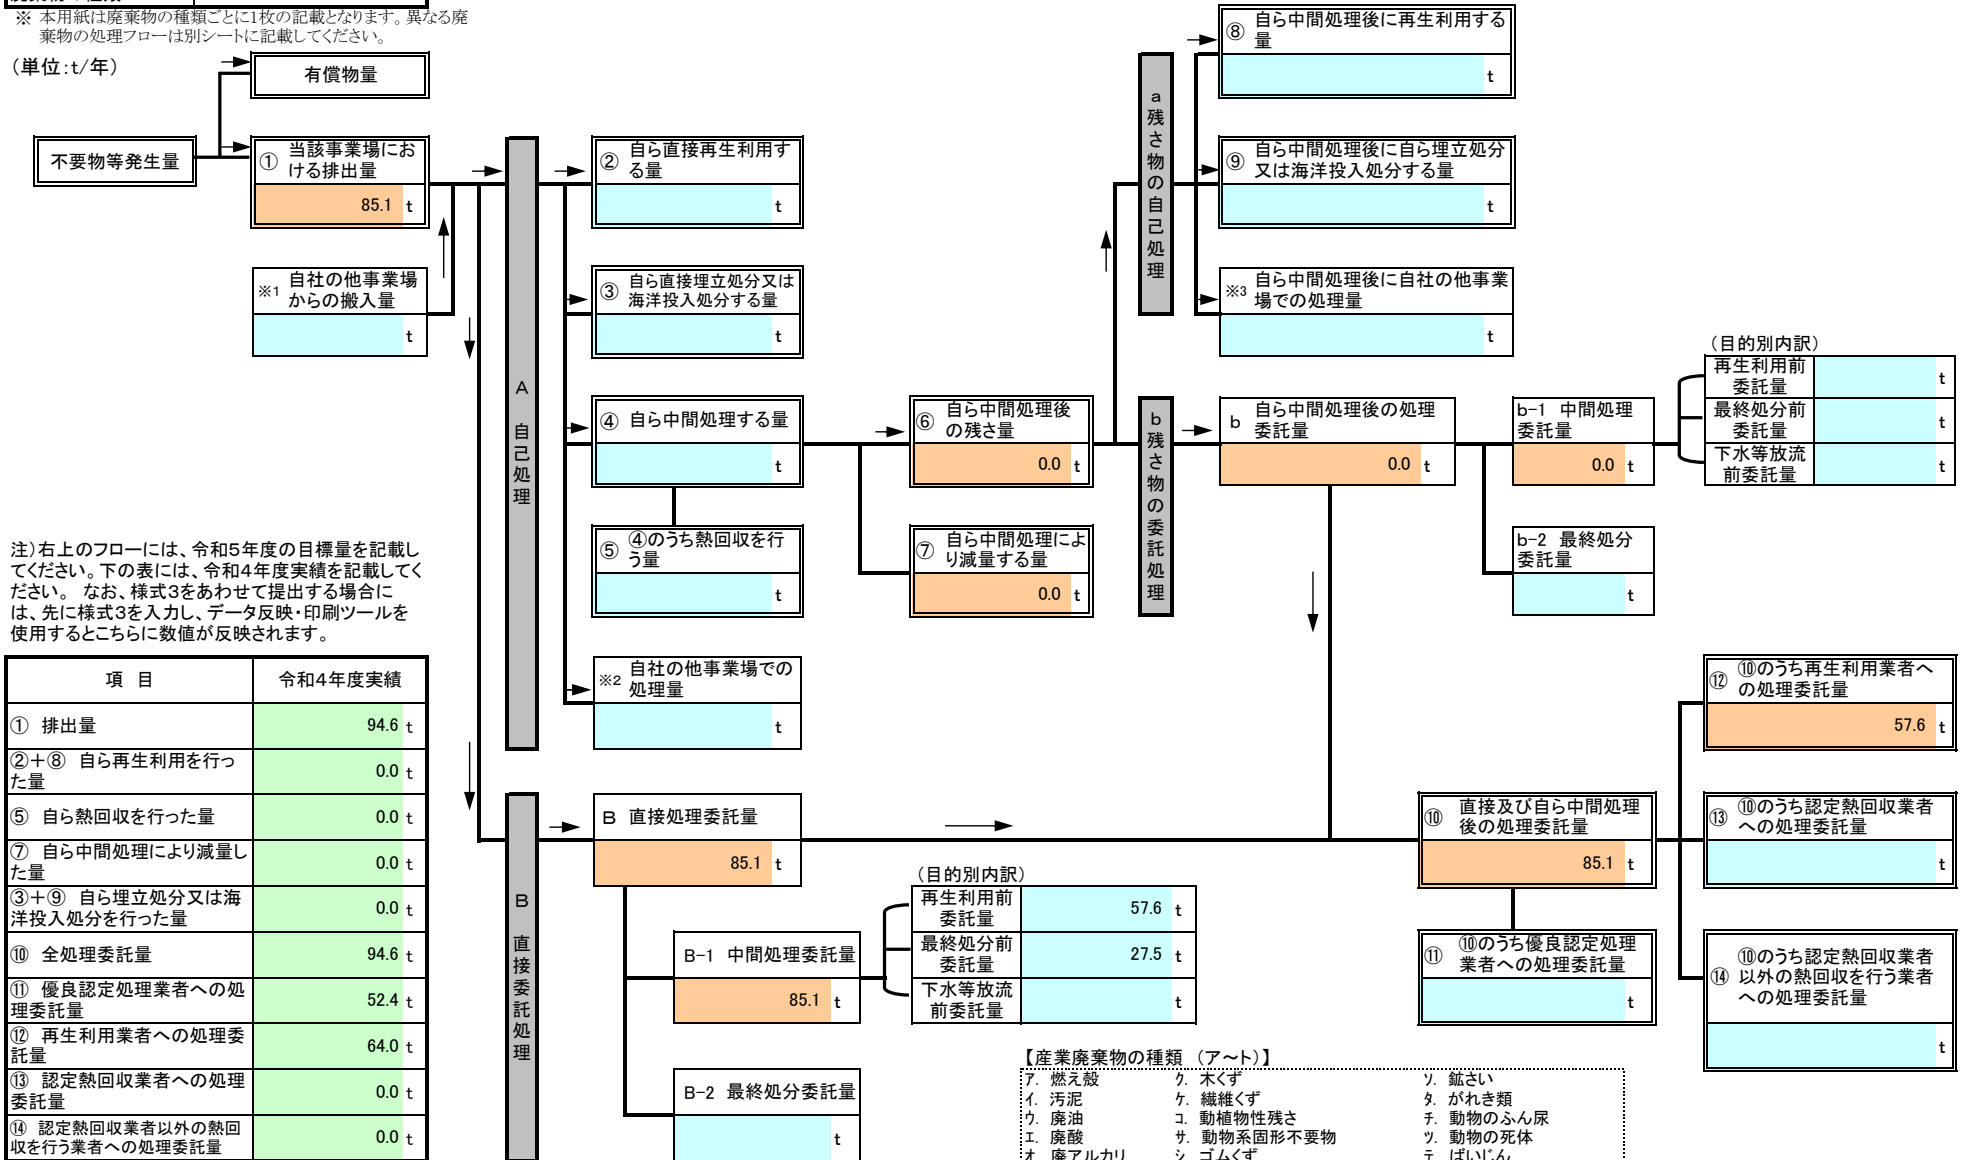 ※ 本用紙は廃棄物の種類ごとに1枚の記載となります。異なる廃
棄物の処理フローは別シートに記載してください。
(単位:t/年)
有償物量
不要物等発生量
① 当該事業場にお
ける排出量
85.1 t
※1 自社の他事業場
からの搬入量
t
A 自己処理
② 自ら直接再生利用す
る量
t
③ 自ら直接埋立処分又は
海洋投入処分する量
t
④ 自ら中間処理する量
t
⑤ ④のうち熱回収を行
う量
t
※2 自社の他事業場での
処理量
t
⑥ 自ら中間処理後
の残さ量
0.0 t
⑦ 自ら中間処理によ
り減量する量
0.0 t
a 残さ物の自己処理
⑧ 自ら中間処理後に再生利用する
量
t
⑨ 自ら中間処理後に自ら埋立処分
又は海洋投入処分する量
t
※3 自ら中間処理後に自社の他事業
場での処理量
t
b 残さ物の委託処理
b 自ら中間処理後の処理
委託量
0.0 t
b-1 中間処理
委託量
0.0 t
(目的別内訳)
再生利用前
委託量
t
最終処分前
委託量
t
下水等放流
前委託量
t
b-2 最終処分
委託量
t
注)右上のフローには、令和5年度の目標量を記載し
てください。下の表には、令和4年度実績を記載してく
ださい。 なお、様式3をあわせて提出する場合に
は、先に様式3を入力し、データ反映・印刷ツールを
使用するとこちらに数値が反映されます。
項 目 令和4年度実績
① 排出量 94.6 t
②+⑧ 自ら再生利用を行っ
た量 0.0 t
⑤ 自ら熱回収を行った量 0.0 t
⑦ 自ら中間処理により減量し
た量 0.0 t
③+⑨ 自ら埋立処分又は海
洋投入処分を行った量 0.0 t
⑩ 全処理委託量 94.6 t
⑪ 優良認定処理業者への処
理委託量 52.4 t
⑫ 再生利用業者への処理委
託量 64.0 t
⑬ 認定熱回収業者への処理
委託量 0.0 t
⑭ 認定熱回収業者以外の熱回
収を行う業者への処理委託量 0.0 t
B 直接委託処理
B 直接処理委託量
85.1 t
B-1 中間処理委託量
85.1 t
(目的別内訳)
再生利用前
委託量
57.6 t
最終処分前
委託量
27.5 t
下水等放流
前委託量
t
B-2 最終処分委託量
t
⑩ 直接及び自ら中間処理
後の処理委託量
85.1 t
⑪ ⑩のうち優良認定処理
業者への処理委託量
t
⑫ ⑩のうち再生利用業者へ
の処理委託量
57.6 t
⑬ ⑩のうち認定熱回収業者
への処理委託量
t
⑭ ⑩のうち認定熱回収業者
以外の熱回収を行う業者
への処理委託量
t
【産業廃棄物の種類 (ア～ト)】
ア. 燃え殻 ク. 木くず ソ. 鉱さい
イ. 汚泥 ケ. 繊維くず タ. がれき類
ウ. 廃油 コ. 動植物性残さ チ. 動物のふん尿
エ. 廃酸 サ. 動物系固形不要物 ツ. 動物の死体
オ. 廃アルカリ シ. ゴムくず テ. ばいじん